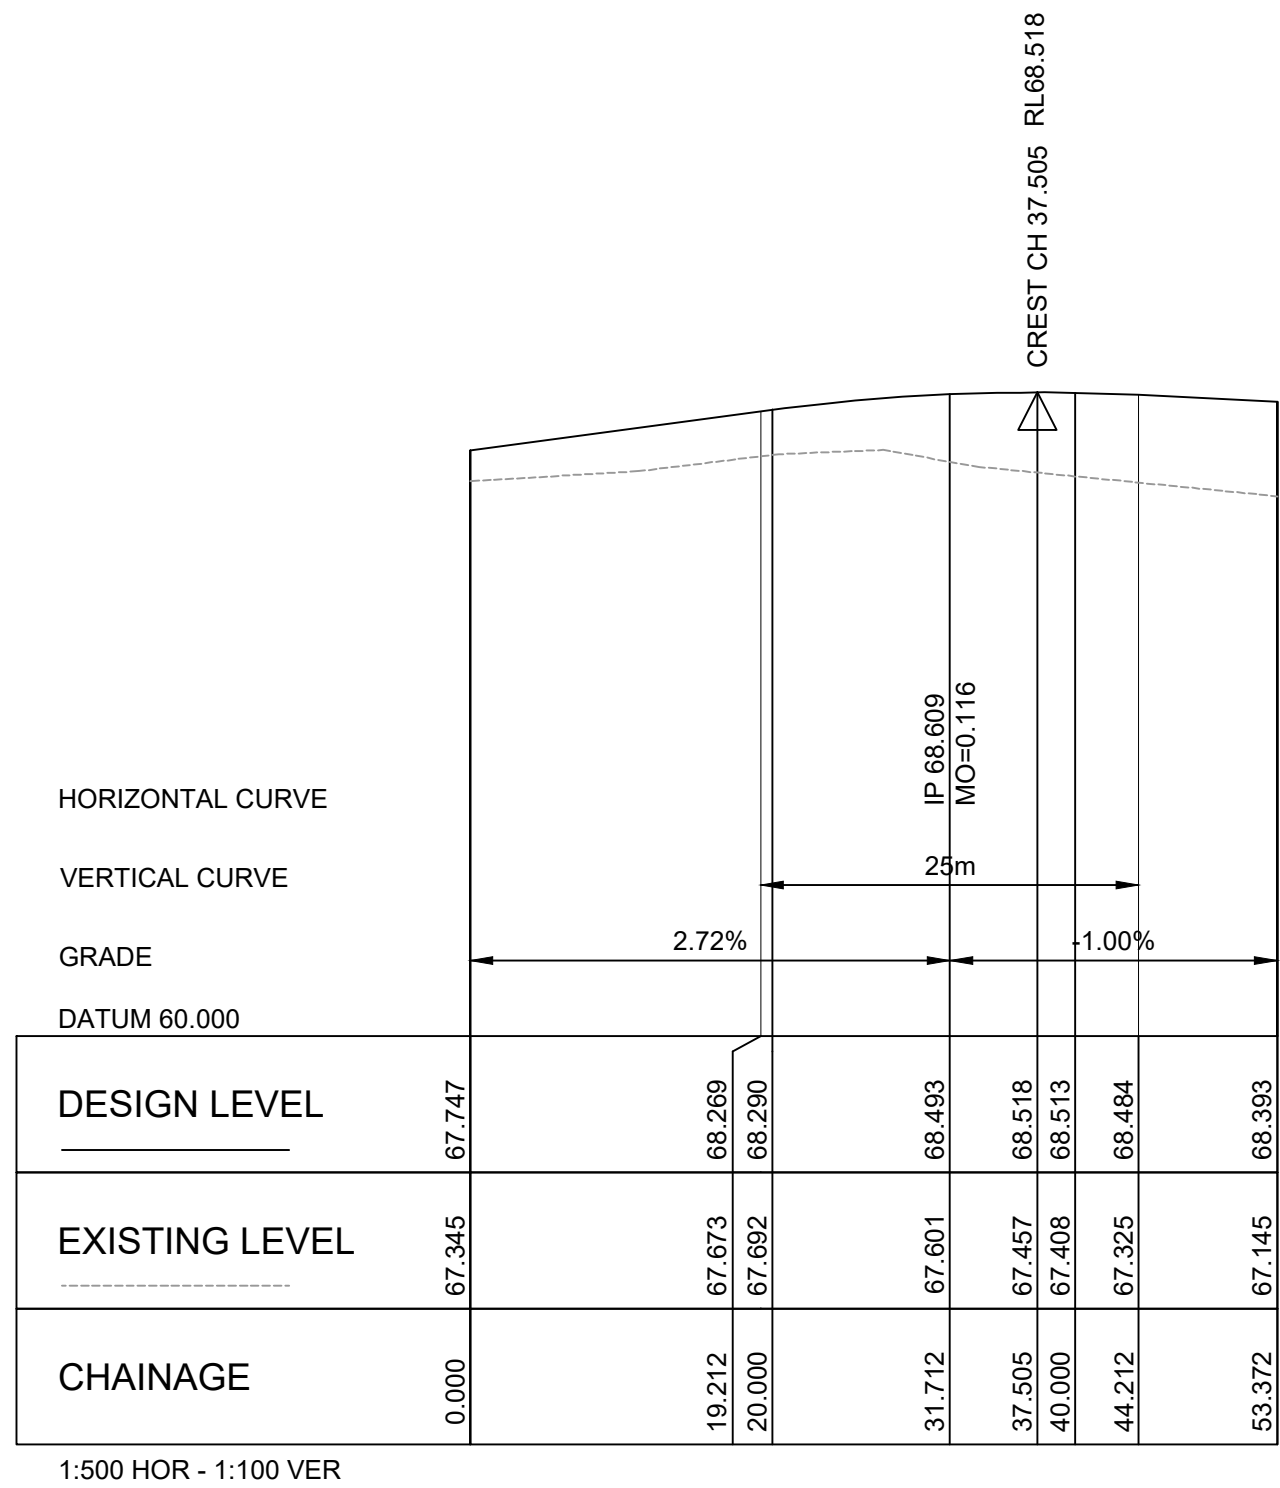 CREST CH 37.505 RL68.518
IP 68.609
MO=0.116
HORIZONTAL CURVE
VERTICAL CURVE
25m
GRADE
2.72%
-1.00%
DATUM 60.000
DESIGN LEVEL
67.747
68.269
68.290
68.493
68.518
68.513
68.484
68.393
EXISTING LEVEL
67.345
67.673
67.692
67.601
67.457
67.408
67.325
67.145
CHAINAGE
0.000
19.212
20.000
31.712
37.505
40.000
44.212
53.372
1:500 HOR - 1:100 VER